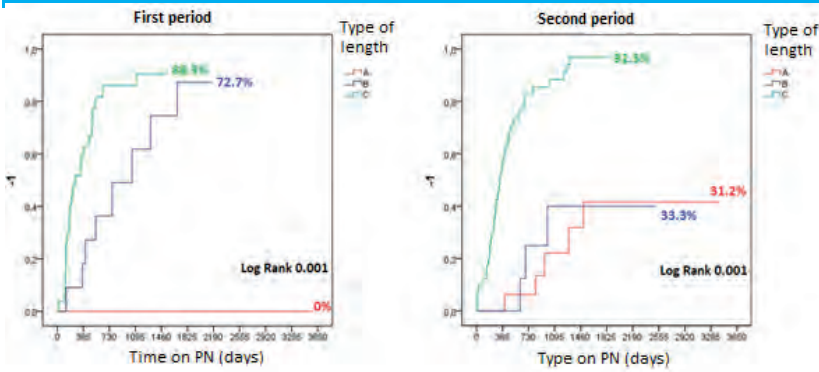 First period
Type of
length
A
B
C
1,0
0,8
0,6
0,4
0,2
0,0
-1
88.9%
72.7%
Log Rank 0.001
0%
0 365 730 1095 1460 1825 2190 2555 2920 3285 3650
Time on PN (days)
Second period
Type of
length
A
B
C
1,0
0,8
0,6
0,4
0,2
0,0
-1
92.3%
31.2%
33.3%
Log Rank 0.001
0 365 730 1095 1460 1825 2190 2555 2920 3285 3650
Type on PN (days)